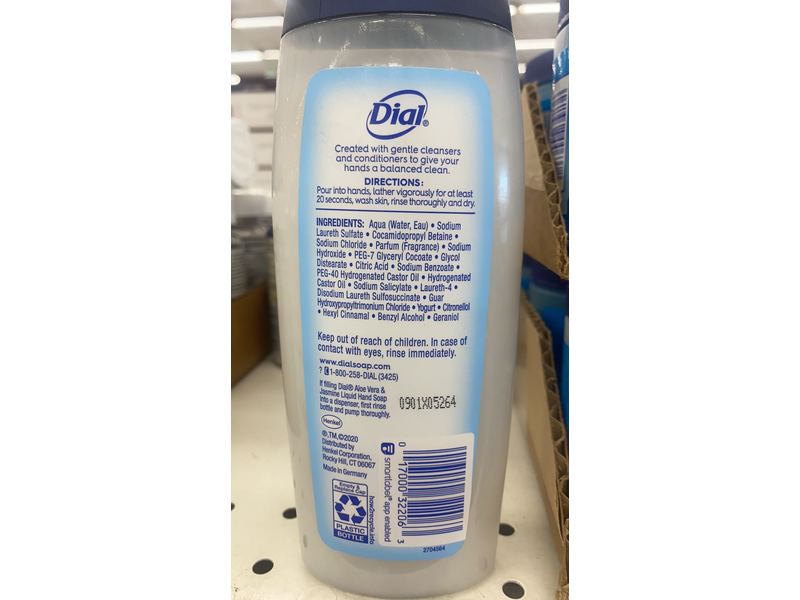 Dial®
Created with gentle cleansers
and conditioners to give your
hands a balanced clean.
DIRECTIONS:
Pour into hands, lather vigorously for at least
20 seconds, wash skin, rinse thoroughly and dry.
INGREDIENTS: Aqua (Water, Eau) • Sodium
Laureth Sulfate • Cocamidopropyl Betaine •
Sodium Chloride • Parfum (Fragrance) • Sodium
Hydroxide • PEG-7 Glyceryl Cocoate • Glycol
Distearate • Citric Acid • Sodium Benzoate •
PEG-40 Hydrogenated Castor Oil • Hydrogenated
Castor Oil • Sodium Salicylate • Laureth-4 •
Disodium Laureth Sulfosuccinate • Guar
Hydroxypropyltrimonium Chloride • Yogurt • Citronellol
• Hexyl Cinnamal • Benzyl Alcohol • Geraniol
Keep out of reach of children. In case of
contact with eyes, rinse immediately.
www.dialsoap.com
? 1-800-258-DIAL (3425)
If filling Dial® Aloe Vera &
Jasmine Liquid Hand Soap
into a dispenser, first rinse
bottle and pump thoroughly.
0901X05264
Henkel
®,TM,©2020
Distributed by
Henkel Corporation,
Rocky Hill, CT 06067
Made in Germany
Empty &
Replace Cap
PLASTIC
BOTTLE
how2recycle.info
smartlabel® app enabled
0 17000 32206 3
2704564